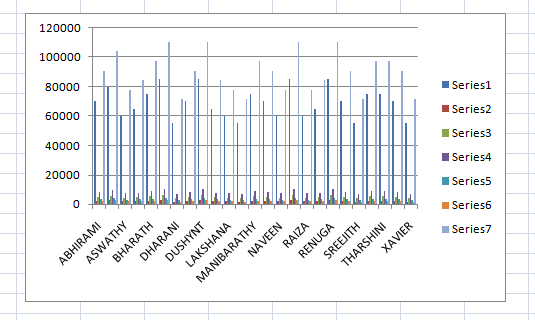 120000
100000
80000
60000
40000
20000
0
ABHIRAMI
ASWATHY
BHARATH
DHARANI
DUSHYNT
LAKSHANA
MANIBARATHY
NAVEEN
RAIZA
RENUGA
SREEJITH
THARSHINI
XAVIER
Series1
Series2
Series3
Series4
Series5
Series6
Series7